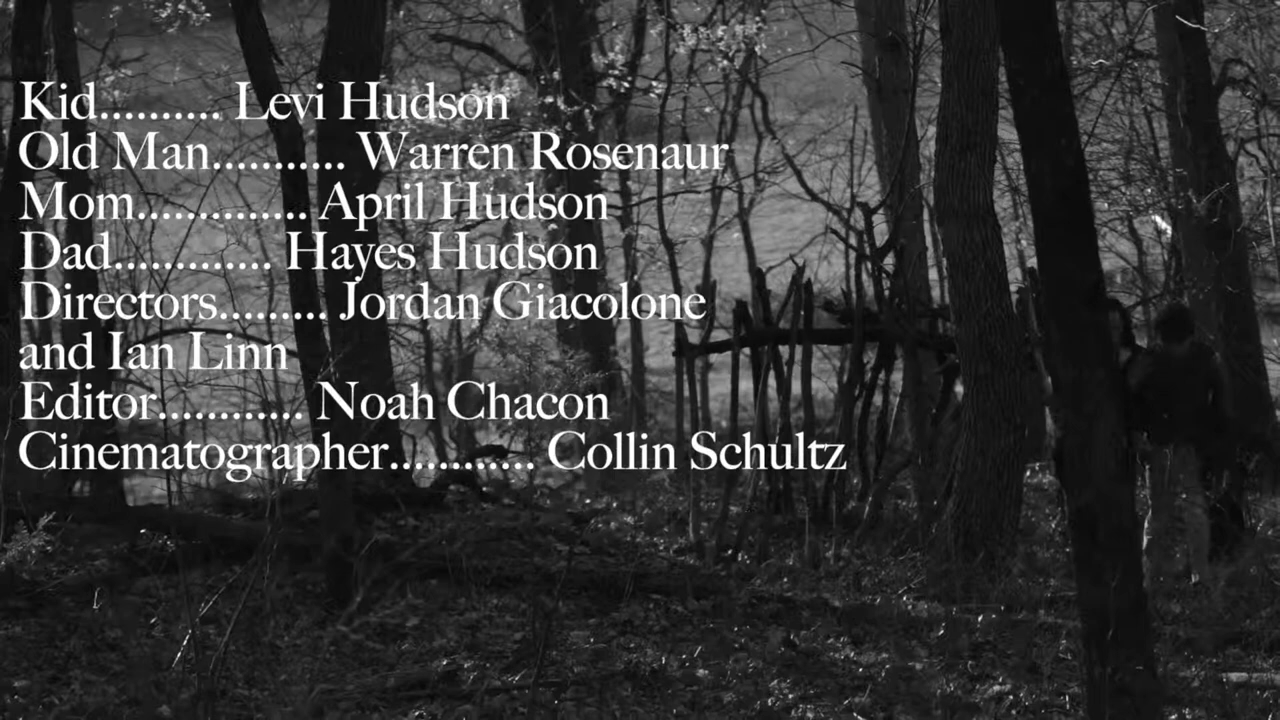 Kid.......... Levi Hudson
Old Man........... Warren Rosenaur
Mom.............. April Hudson
Dad............. Hayes Hudson
Directors......... Jordan Giacolone
and Ian Linn
Editor............ Noah Chacon
Cinematographer............ Collin Schultz